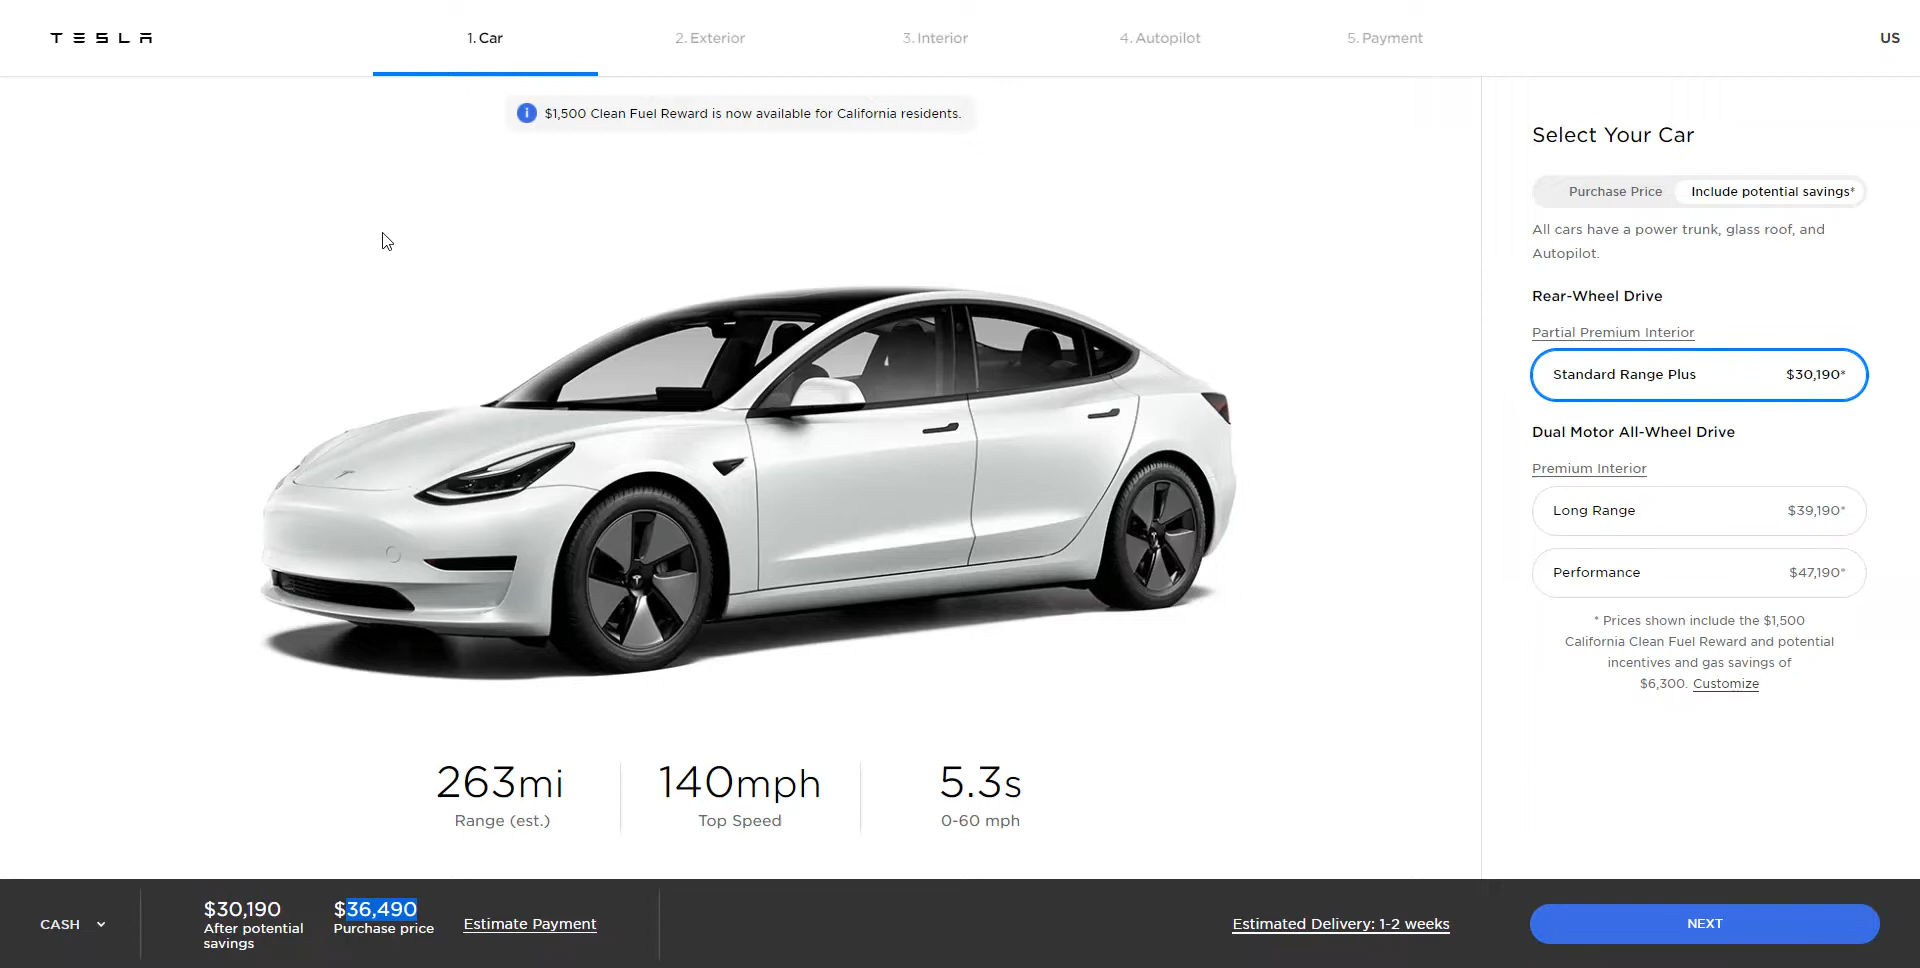 TESLA
1. Car
2. Exterior
3. Interior
4. Autopilot
5. Payment
US
$1,500 Clean Fuel Reward is now available for California residents.
Select Your Car
Purchase Price
Include potential savings*
All cars have a power trunk, glass roof, and
Autopilot.
Rear-Wheel Drive
Partial Premium Interior
Standard Range Plus $30,190*
Dual Motor All-Wheel Drive
Premium Interior
Long Range $39,190*
Performance $47,190*
* Prices shown include the $1,500
California Clean Fuel Reward and potential
incentives and gas savings of
$6,300. Customize
263mi
Range (est.)
140mph
Top Speed
5.3s
0-60 mph
CASH
$30,190
After potential
savings
$36,490
Purchase price
Estimate Payment
Estimated Delivery: 1-2 weeks
NEXT